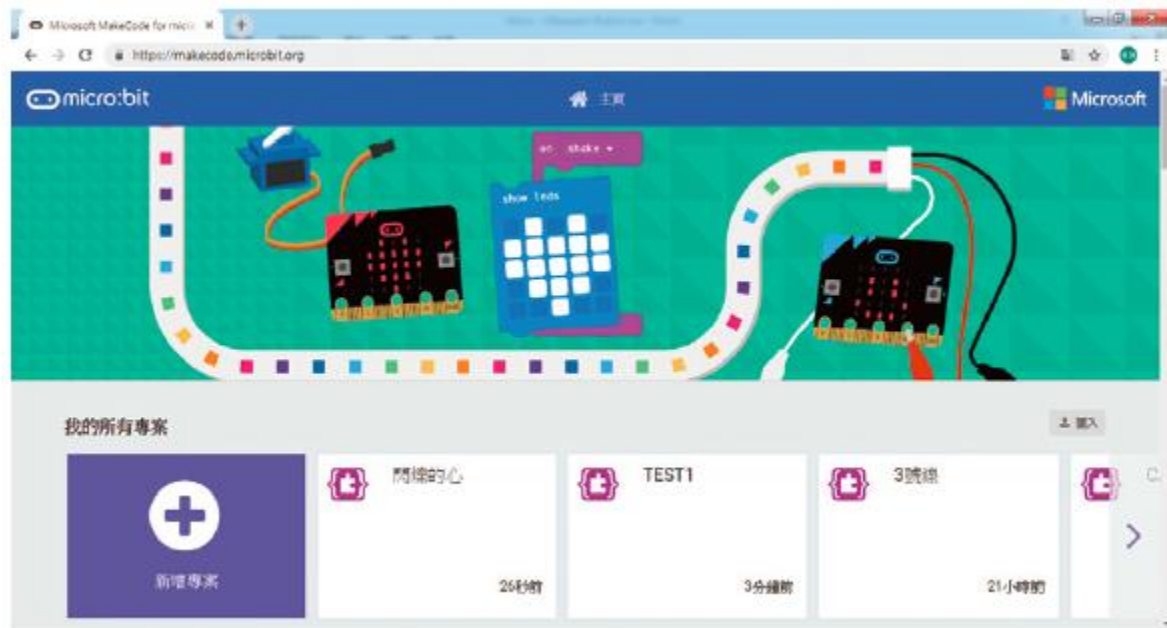 Microsoft MakeCode for micro
https://makecode.microbit.org
micro:bit
主頁
Microsoft
on shake
show leds
我的所有專案
匯入
新增專案
閃爍的心
26秒前
TEST1
3分鐘前
3號線
21小時前